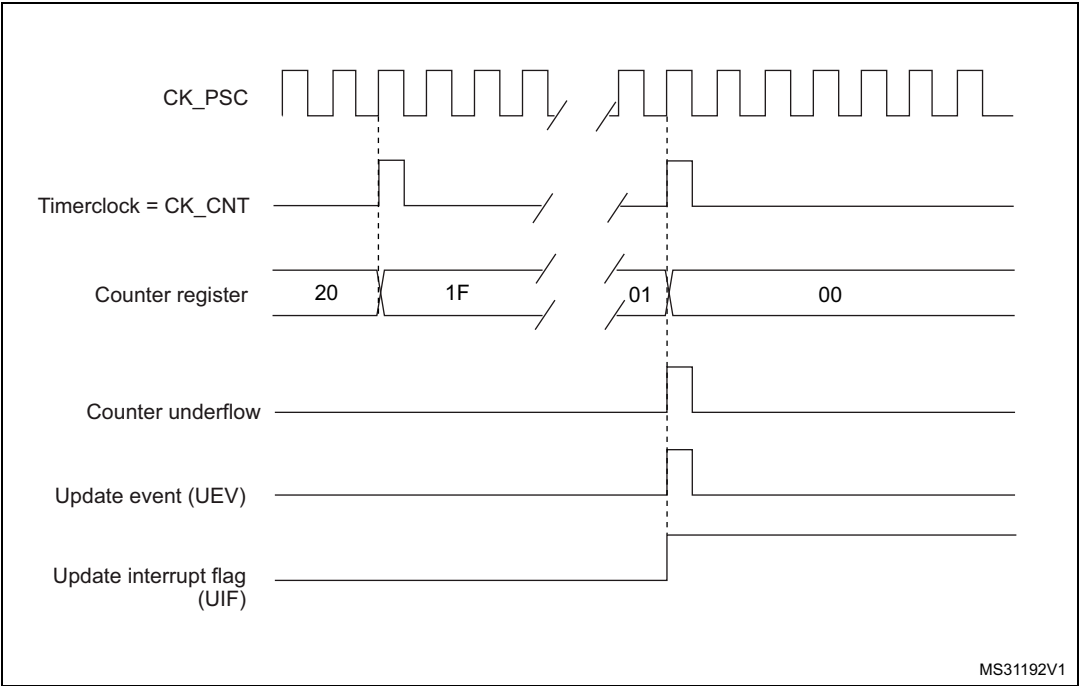 CK_PSC
Timerclock = CK_CNT
Counter register
20
1F
01
00
Counter underflow
Update event (UEV)
Update interrupt flag
(UIF)
MS31192V1